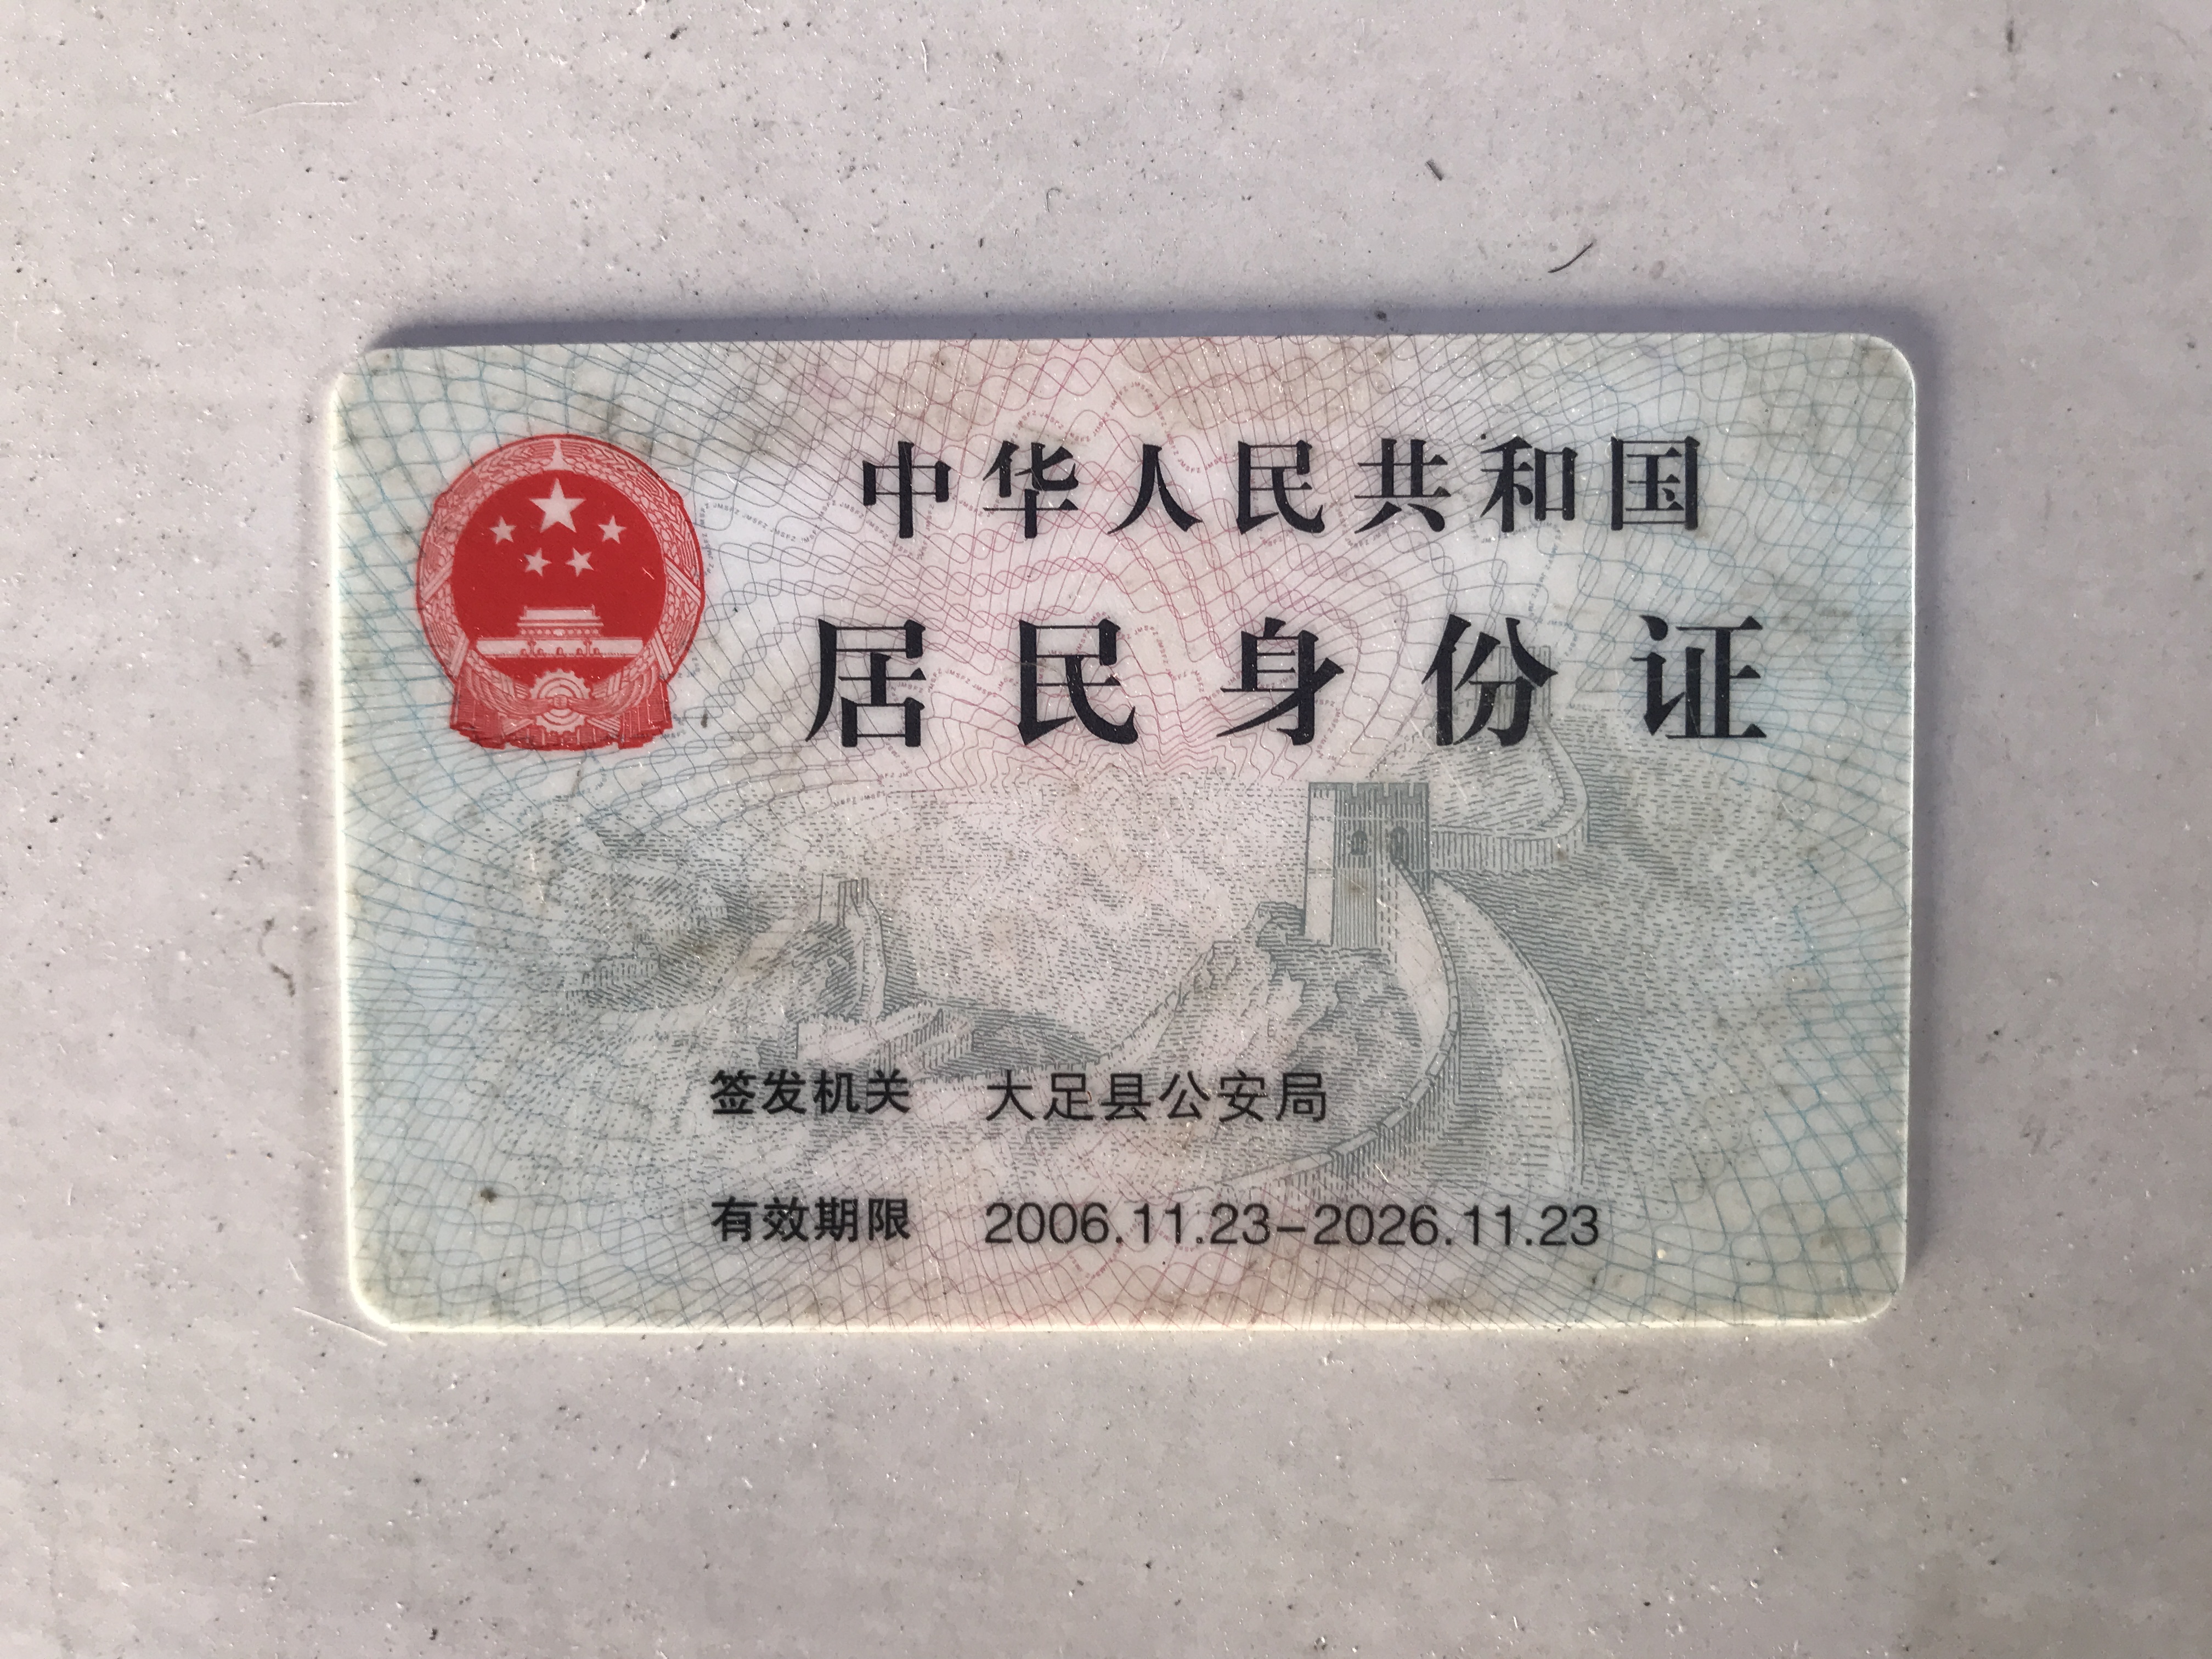 中华人民共和国
居民身份证
签发机关 大足县公安局
有效期限 2006.11.23-2026.11.23